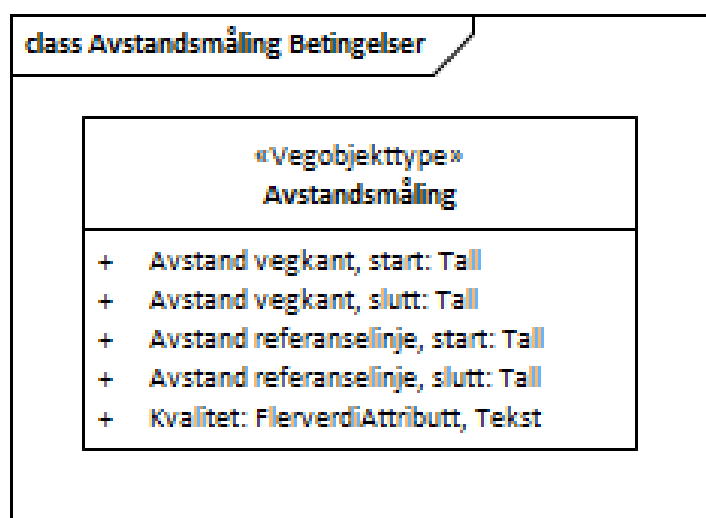 class Avstandsmåling Betingelser
«Vegobjekttype»
Avstandsmåling
+ Avstand vegkant, start: Tall
+ Avstand vegkant, slutt: Tall
+ Avstand referanselinje, start: Tall
+ Avstand referanselinje, slutt: Tall
+ Kvalitet: FlerverdiAttributt, Tekst